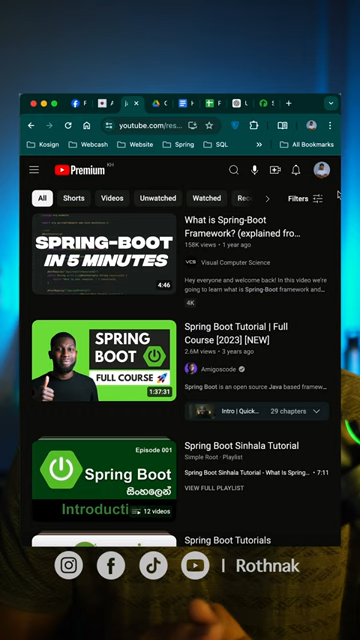 youtube.com/res...
Kosign
Webcash
Website
Spring
SQL
»
All Bookmarks
Premium KH
All
Shorts
Videos
Unwatched
Watched
Filters
SPRING-BOOT
IN 5 MINUTES
4:46
What is Spring-Boot
Framework? (explained fro...
158K views • 1 year ago
VCS Visual Computer Science
Hey everyone and welcome back! In this video we're
going to learn what is Spring-Boot framework and...
4K
SPRING
BOOT
FULL COURSE
1:37:31
Spring Boot Tutorial | Full
Course [2023] [NEW]
2.6M views • 3 years ago
Amigoscode
Spring Boot is an open source Java based framew...
Intro | Quick...
29 chapters
Episode 001
Spring Boot
සිංහලෙන්
Introducti
12 videos
Spring Boot Sinhala Tutorial
Simple Root • Playlist
Spring Boot Sinhala Tutorial - What Is Spring... • 7:11
VIEW FULL PLAYLIST
Spring Boot Tutorials
| Rothnak